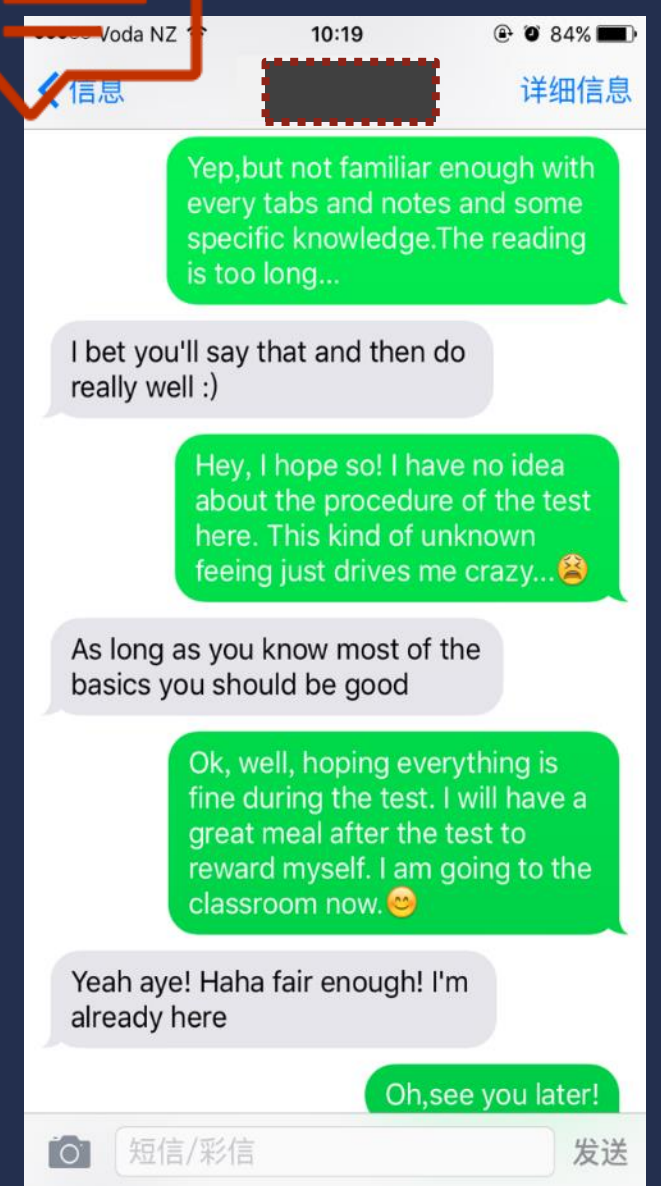 Voda NZ 10:19 84%
信息 详细信息
Yep,but not familiar enough with
every tabs and notes and some
specific knowledge.The reading
is too long...
I bet you'll say that and then do
really well :)
Hey, I hope so! I have no idea
about the procedure of the test
here. This kind of unknown
feeing just drives me crazy...😫
As long as you know most of the
basics you should be good
Ok, well, hoping everything is
fine during the test. I will have a
great meal after the test to
reward myself. I am going to the
classroom now.😊
Yeah aye! Haha fair enough! I'm
already here
Oh,see you later!
短信/彩信 发送